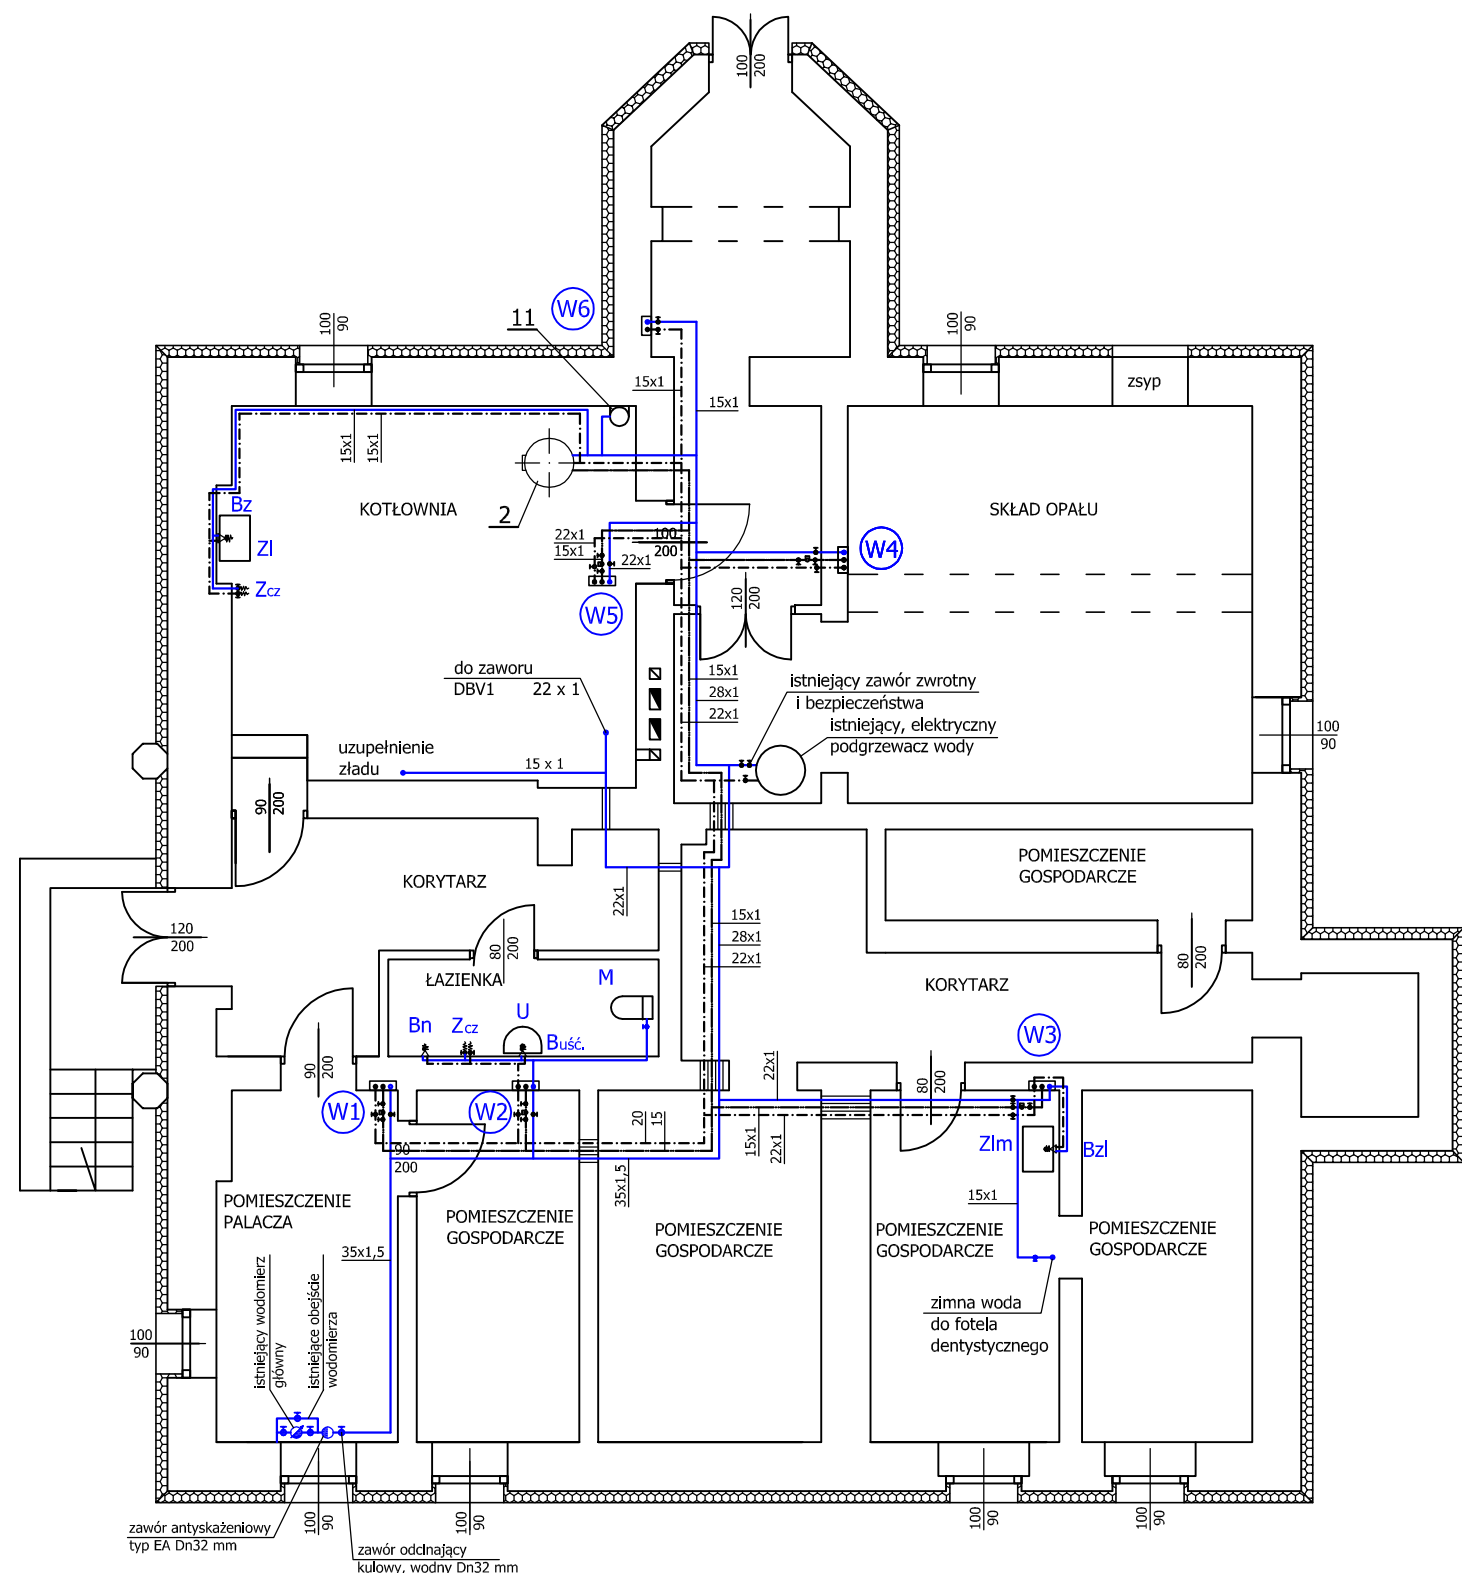 100
200
W6
11
100
90
100
90
zsyp
15x1
15x1
15x1
15x1
Bz
Zl
Zcz
KOTŁOWNIA
2
SKŁAD OPAŁU
22x1
15x1
22x1
100
200
W4
W5
120
200
do zaworu
DBV1 22 x 1
15x1
28x1
22x1
istniejący zawór zwrotny
i bezpieczeństwa
istniejący, elektryczny
podgrzewacz wody
100
90
uzupełnienie
zładu
15 x 1
90
200
KORYTARZ
22x1
POMIESZCZENIE
GOSPODARCZE
120
200
80
200
15x1
28x1
22x1
80
200
ŁAZIENKA
M
KORYTARZ
Bn
Zcz
U
Buść.
W3
90
200
W1
W2
22x1
80
200
20
15
15x1
22x1
Zlm
Bzl
90
200
35x1,5
15x1
POMIESZCZENIE
PALACZA
POMIESZCZENIE
GOSPODARCZE
POMIESZCZENIE
GOSPODARCZE
POMIESZCZENIE
GOSPODARCZE
POMIESZCZENIE
GOSPODARCZE
35x1,5
istniejący wodomierz
główny
istniejące obejście
wodomierza
zimna woda
do fotela
dentystycznego
100
90
zawór antyskażeniowy
typ EA Dn32 mm
100
90
100
90
100
90
100
90
zawór odcinający
kulowy, wodny Dn32 mm